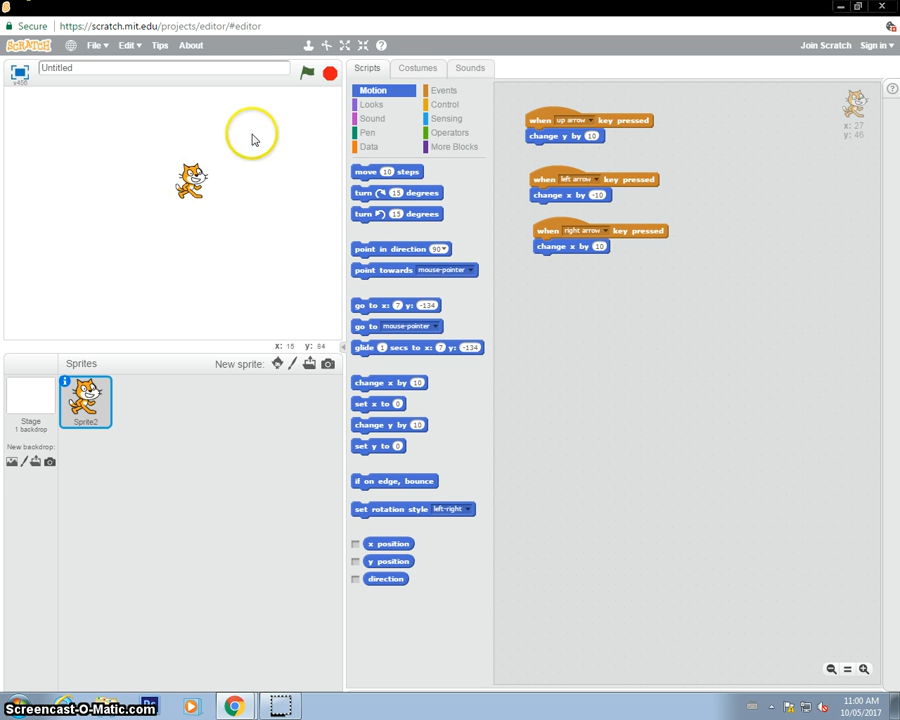 Secure https://scratch.mit.edu/projects/editor/#editor
SCRATCH File Edit Tips About Join Scratch Sign in
Untitled
Scripts Costumes Sounds
Motion Events
Looks Control
Sound Sensing
Pen Operators
Data More Blocks
move 10 steps
turn 15 degrees
turn 15 degrees
point in direction 90
point towards mouse-pointer
go to x: 7 y: -134
go to mouse-pointer
glide 1 secs to x: 7 y: -134
change x by 10
set x to 0
change y by 10
set y to 0
if on edge, bounce
set rotation style left-right
x position
y position
direction
when up arrow key pressed
change y by 10
when left arrow key pressed
change x by -10
when right arrow key pressed
change x by 10
x: 27
y: 46
x: 16 y: 84
Sprites New sprite:
Stage
1 backdrop
New backdrop:
Sprite2
Screencast-O-Matic.com
11:00 AM
10/05/2017